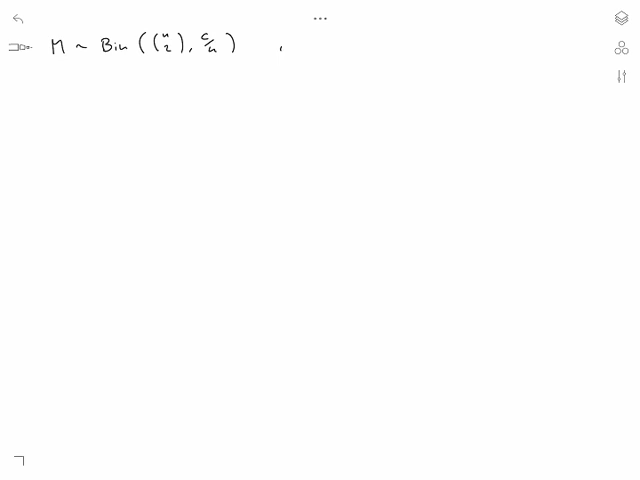 M ~ Bin ( (n 2), c/n )